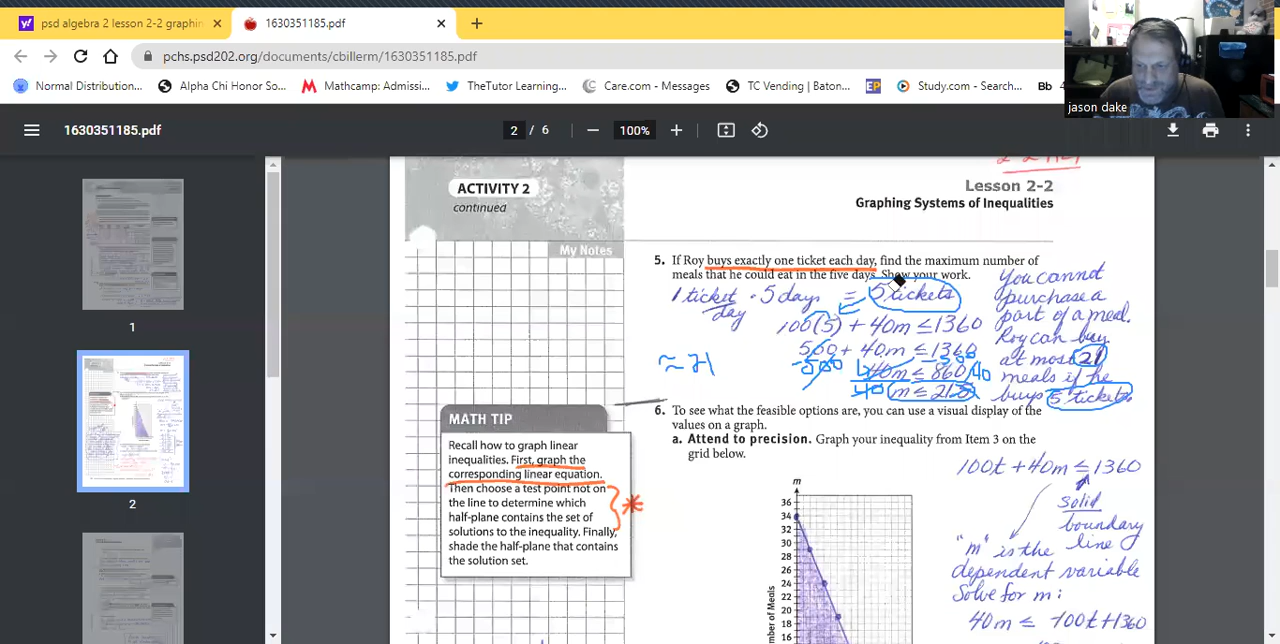 psd algebra 2 lesson 2-2 graphin
1630351185.pdf
pchs.psd202.org/documents/cbillerm/1630351185.pdf
Normal Distribution...
Alpha Chi Honor So...
Mathcamp: Admissi...
TheTutor Learning...
Care.com - Messages
TC Vending | Baton...
EP
Study.com - Smart...
Bb 4
jason dake
1630351185.pdf
2 / 6
100%
1
2
ACTIVITY 2
continued
Lesson 2-2
Graphing Systems of Inequalities
My Notes
5. If Roy buys exactly one ticket each day, find the maximum number of
meals that he could eat in the five days. Show your work.
1 ticket/day · 5 days = 5 tickets
100(5) + 40m ≤ 1360
500 + 40m ≤ 1360
-500 -500
40m ≤ 860
40 40
m ≤ 21.5
≈ 21
You cannot
purchase a
part of a meal.
Roy can buy
at most 21
meals if he
buys 5 tickets.
MATH TIP
Recall how to graph linear
inequalities. First, graph the
corresponding linear equation.
Then choose a test point not on
the line to determine which
half-plane contains the set of
solutions to the inequality. Finally,
shade the half-plane that contains
the solution set.
6. To see what the feasible options are, you can use a visual display of the
values on a graph.
a. Attend to precision. Graph your inequality from Item 3 on the
grid below.
m
36
34
32
30
28
26
24
22
20
18
16
mber of Meals
100t + 40m ≤ 1360
solid
boundary
line
"m" is the
dependent variable
Solve for m:
40m ≤ -100t + 1360